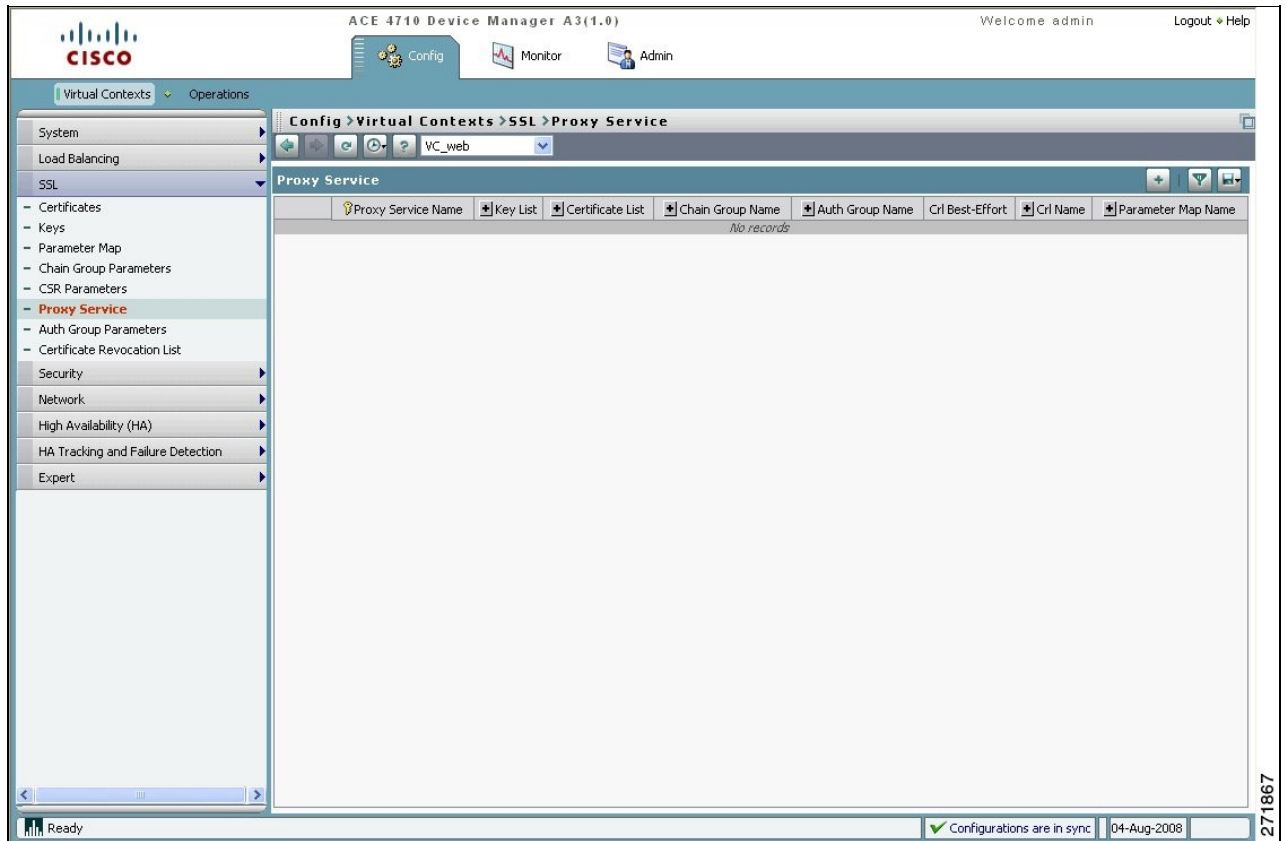 ACE 4710 Device Manager A3(1.0)
Welcome admin
Logout
Help
CISCO
Config
Monitor
Admin
Virtual Contexts
Operations
System
Load Balancing
SSL
Certificates
Keys
Parameter Map
Chain Group Parameters
CSR Parameters
Proxy Service
Auth Group Parameters
Certificate Revocation List
Security
Network
High Availability (HA)
HA Tracking and Failure Detection
Expert
Config >Virtual Contexts >SSL >Proxy Service
VC_web
Proxy Service
Proxy Service Name
Key List
Certificate List
Chain Group Name
Auth Group Name
Crl Best-Effort
Crl Name
Parameter Map Name
No records
Ready
Configurations are in sync
04-Aug-2008
271867